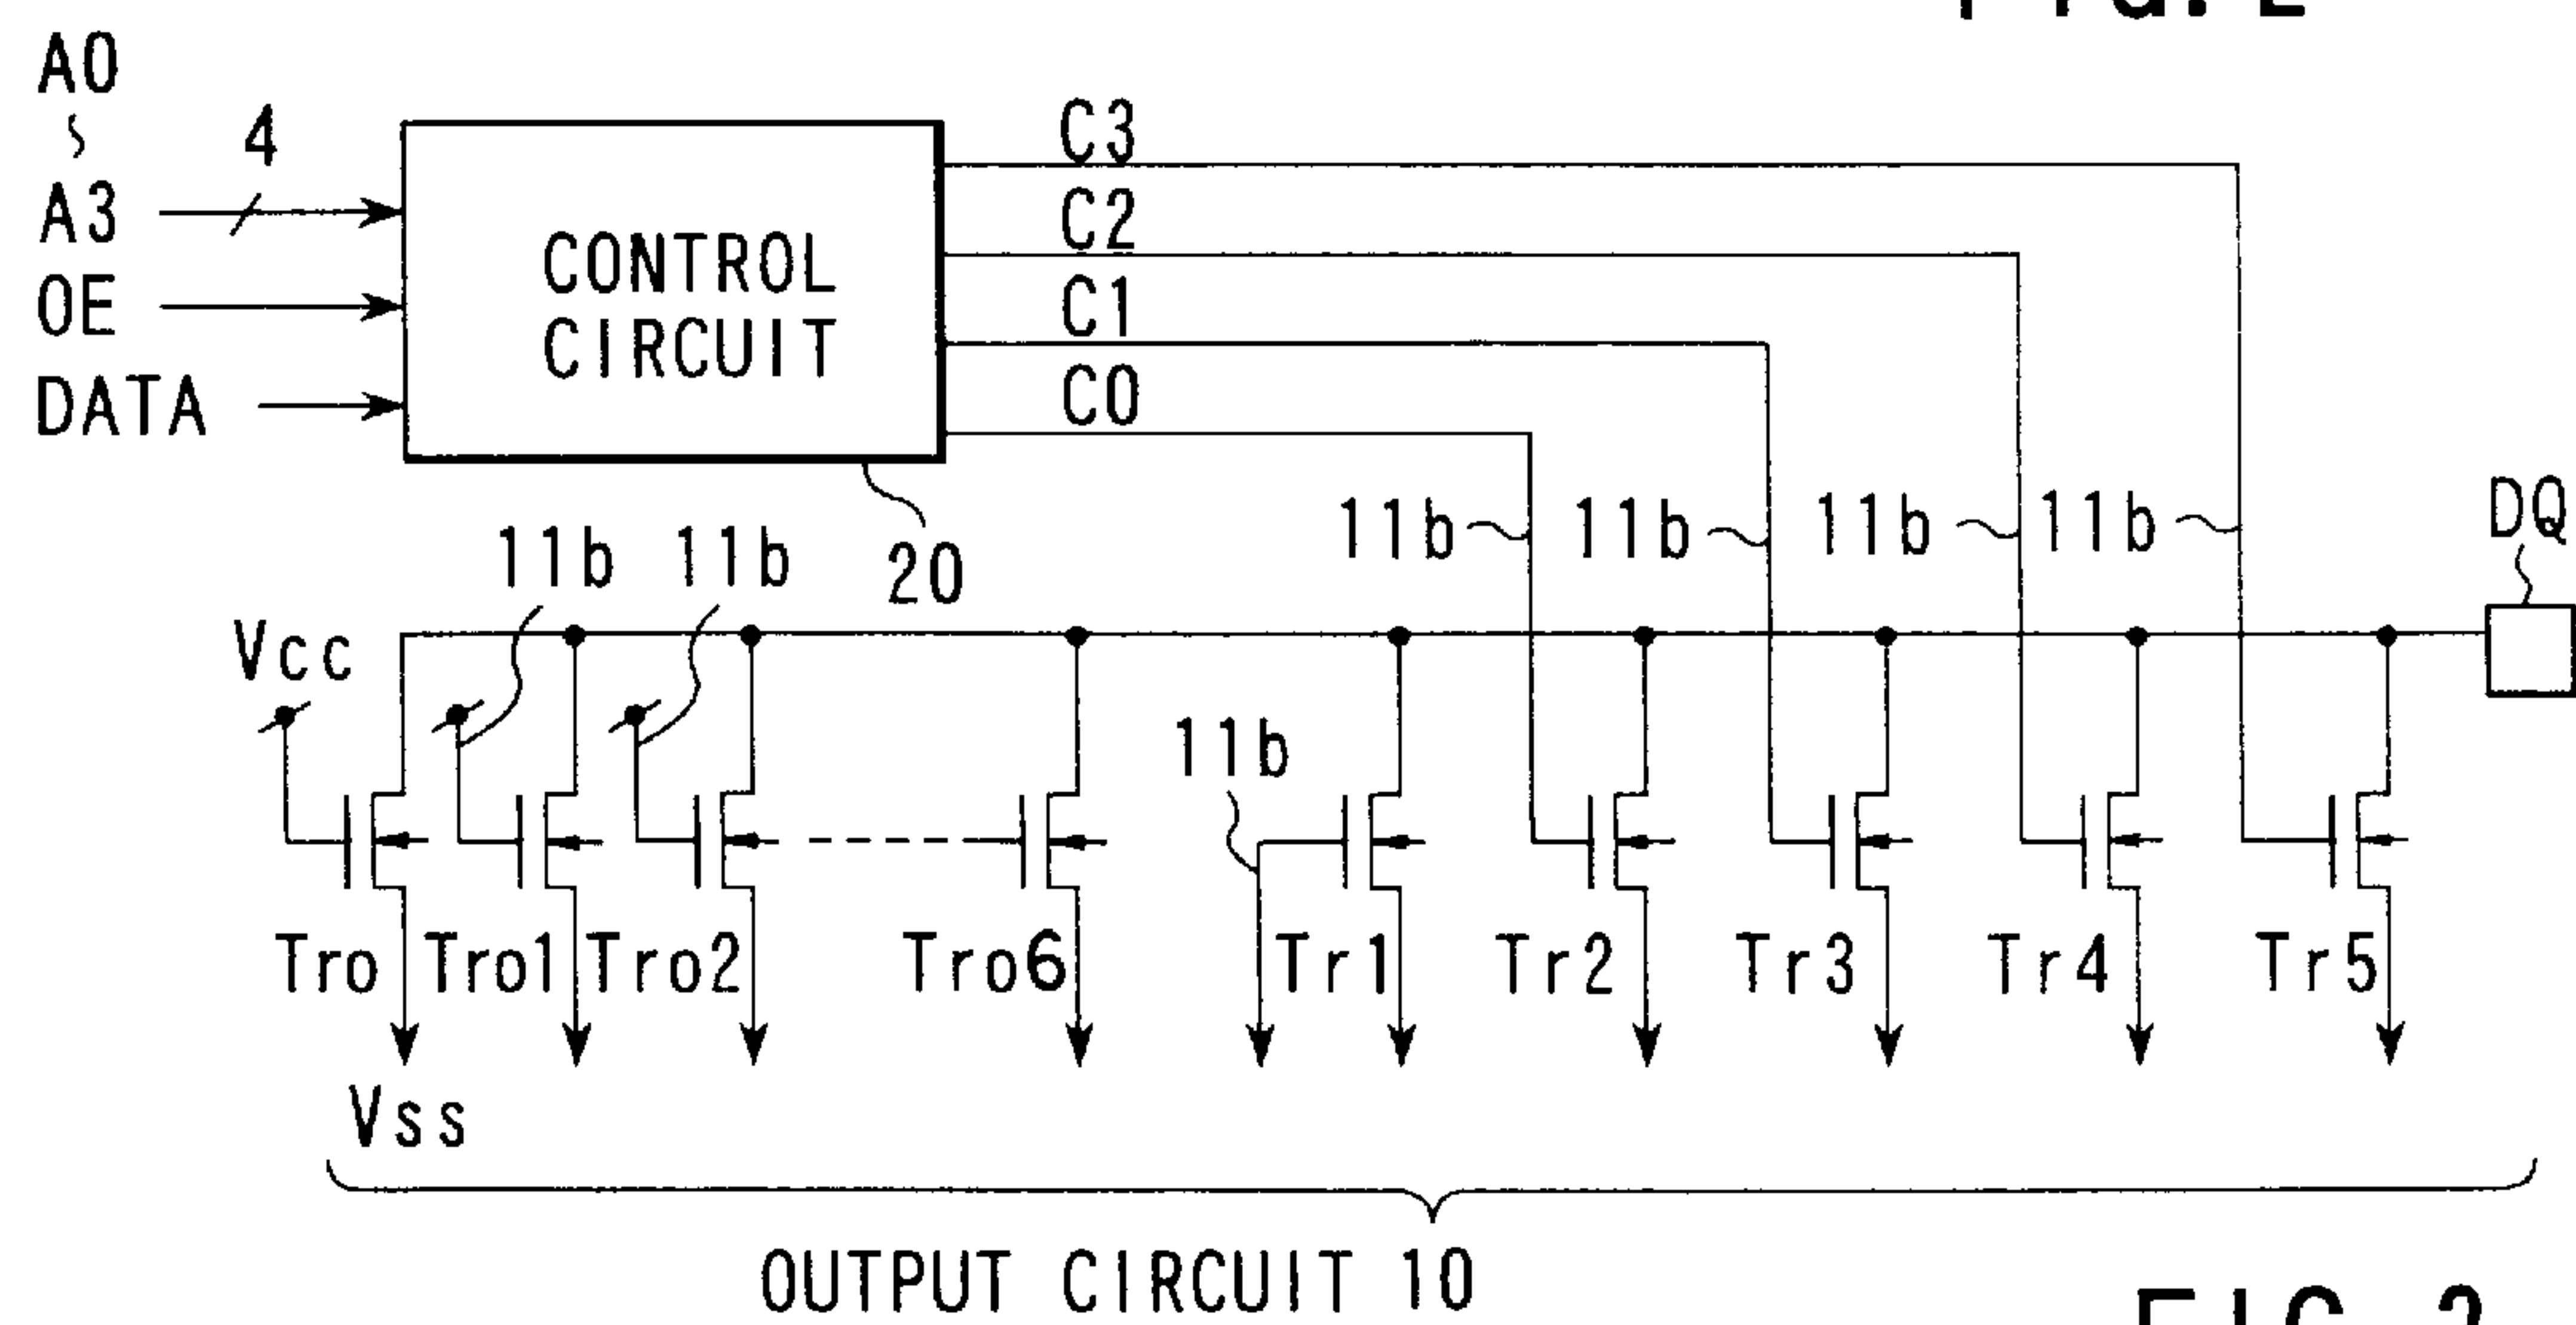 A0
~
A3
4
OE
DATA
CONTROL
CIRCUIT
C3
C2
C1
C0
20
11b
11b
11b
11b
11b
11b
DQ
Vcc
11b
Tro
Tro1
Tro2
Tro6
Tr1
Tr2
Tr3
Tr4
Tr5
Vss
OUTPUT CIRCUIT 10